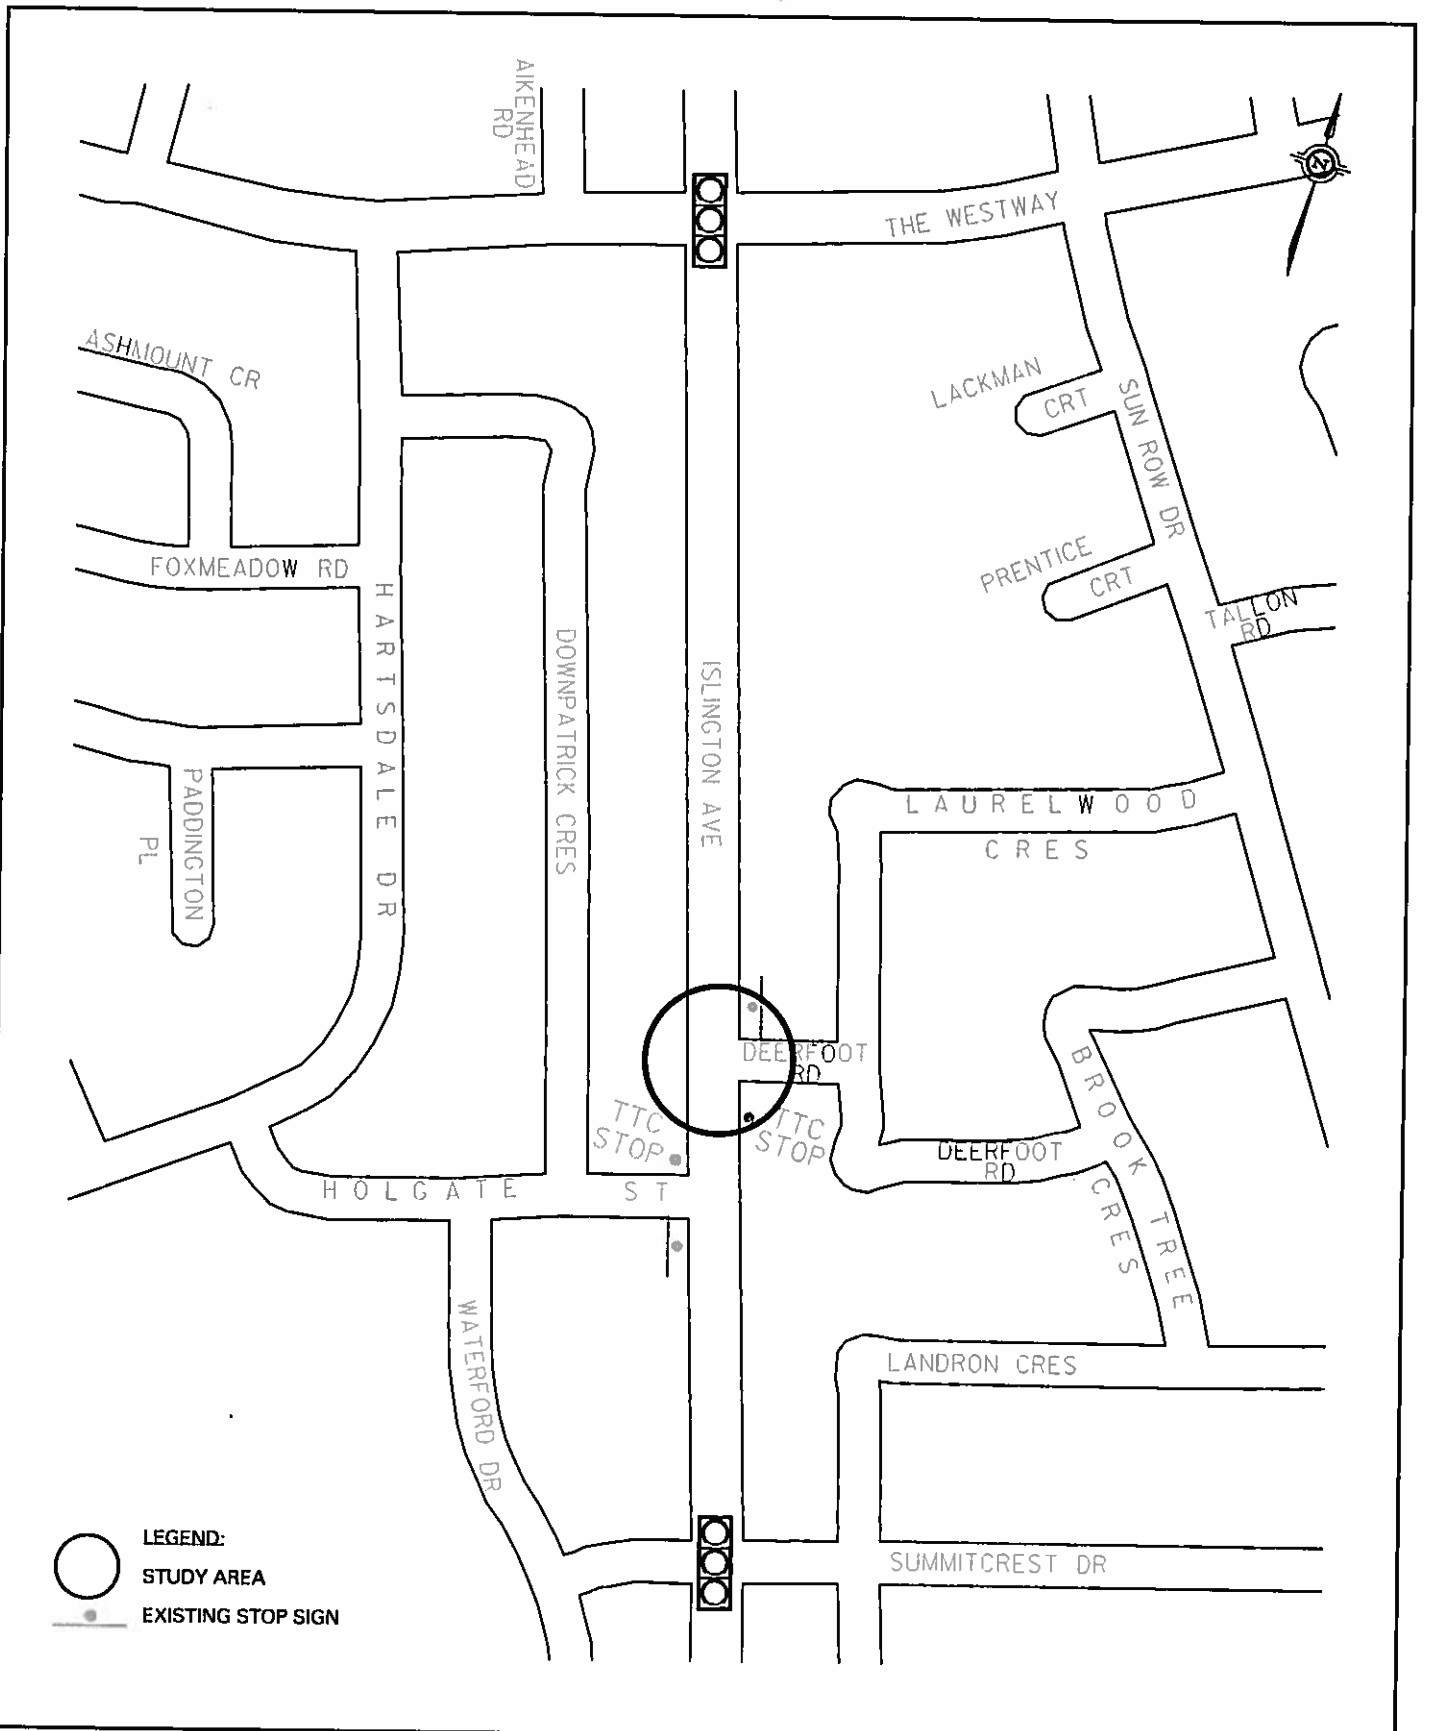 AIKENHEAD
RD
THE WESTWAY
N
ASHMOUNT CR
LACKMAN
CRT
SUN ROW DR
PRENTICE
CRT
FOXMEADOW RD
HARTSDALE DR
DOWNPATRICK CRES
ISLINGTON AVE
TALLON
RD
PADDINGTON
PL
LAURELWOOD
CRES
DEERFOOT
RD
TTC
STOP
TTC
STOP
BROOK TREE
CRES
DEERFOOT
RD
HOLGATE ST
WATERFORD DR
LANDRON CRES
SUMMITCREST DR
LEGEND:
STUDY AREA
EXISTING STOP SIGN